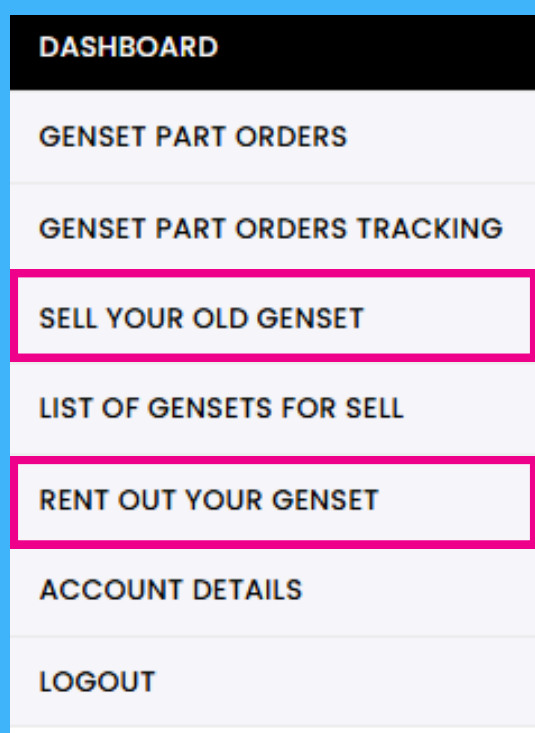 DASHBOARD
GENSET PART ORDERS
GENSET PART ORDERS TRACKING
SELL YOUR OLD GENSET
LIST OF GENSETS FOR SELL
RENT OUT YOUR GENSET
ACCOUNT DETAILS
LOGOUT